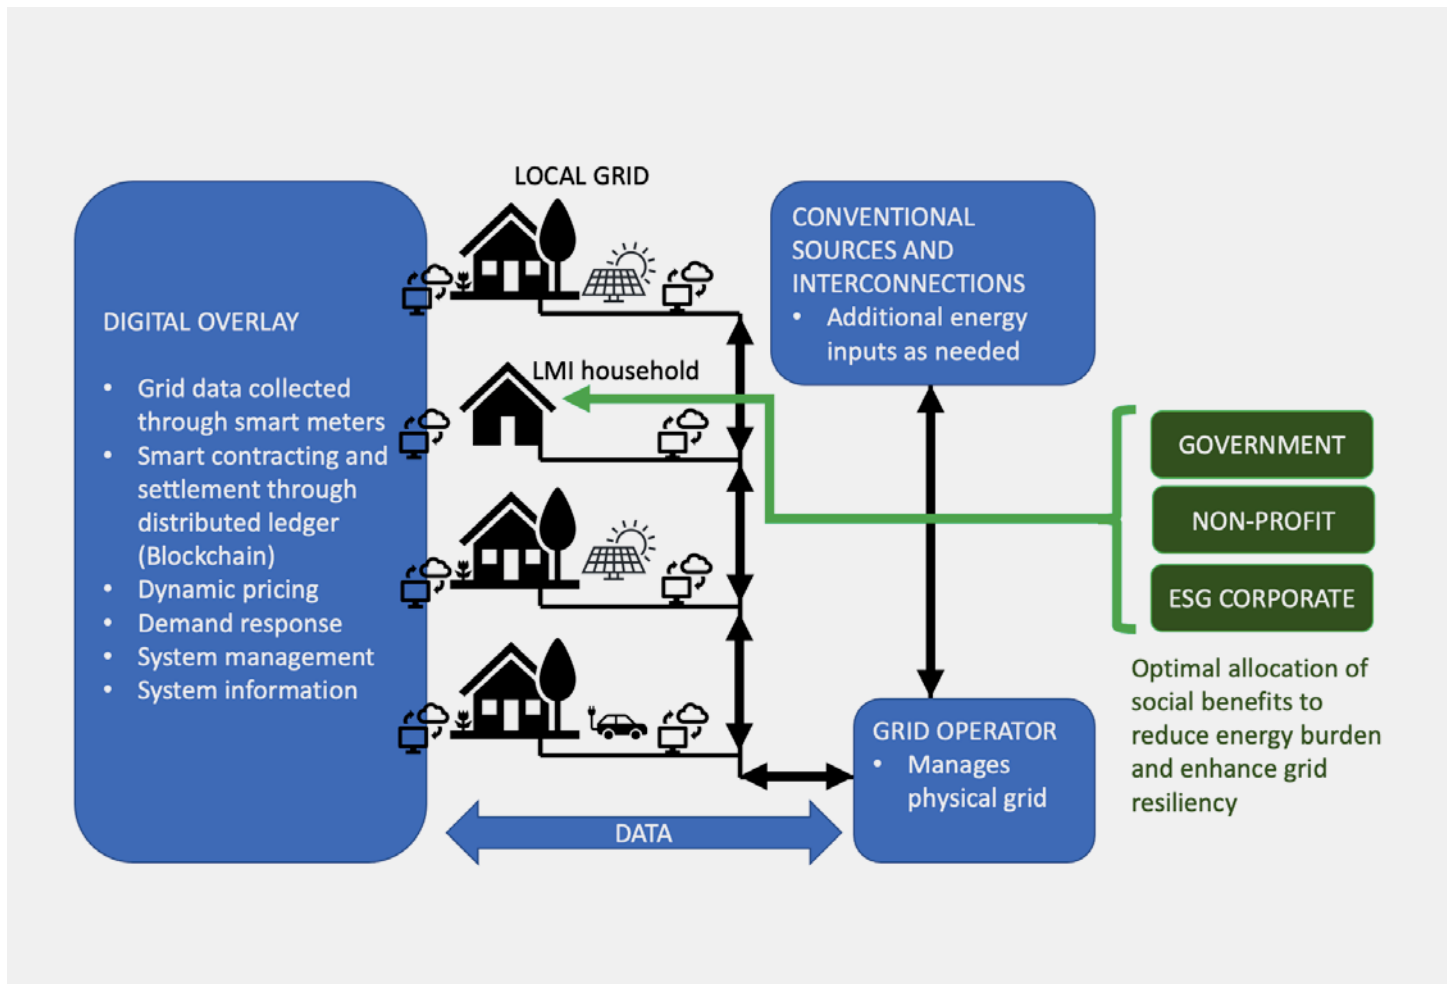 LOCAL GRID
DIGITAL OVERLAY
• Grid data collected
through smart meters
• Smart contracting and
settlement through
distributed ledger
(Blockchain)
• Dynamic pricing
• Demand response
• System management
• System information
LMI household
CONVENTIONAL
SOURCES AND
INTERCONNECTIONS
• Additional energy
inputs as needed
GOVERNMENT
NON-PROFIT
ESG CORPORATE
Optimal allocation of
social benefits to
reduce energy burden
and enhance grid
resiliency
GRID OPERATOR
• Manages
physical grid
DATA